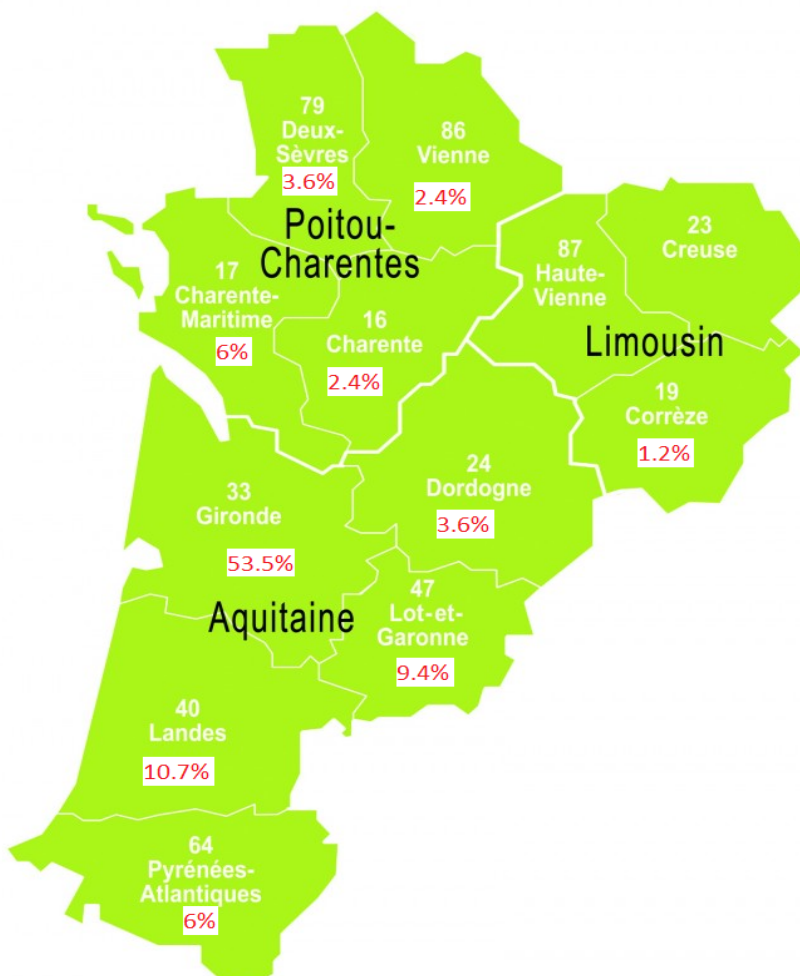 79
Deux-
Sèvres
3.6%
86
Vienne
2.4%
Poitou-
Charentes
17
Charente-
Maritime
6%
16
Charente
2.4%
87
Haute-
Vienne
23
Creuse
Limousin
19
Corrèze
1.2%
24
Dordogne
3.6%
33
Gironde
53.5%
47
Lot-et-
Garonne
9.4%
Aquitaine
40
Landes
10.7%
64
Pyrénées-
Atlantiques
6%